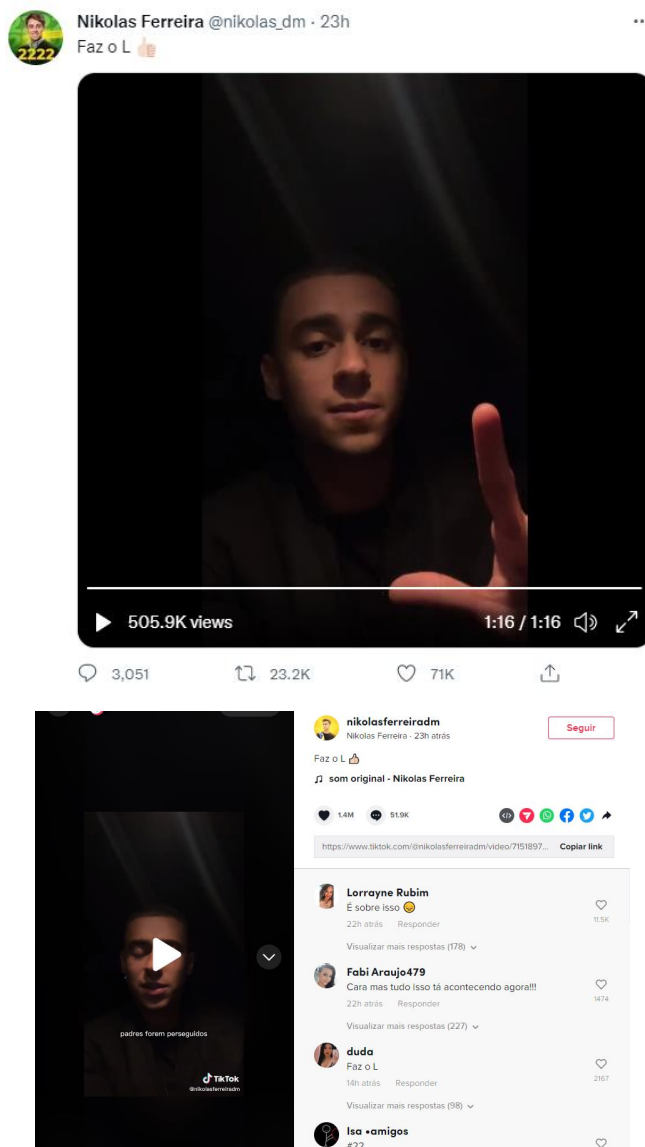 Nikolas Ferreira @nikolas_dm · 23h
Faz o L 👍🏻
2222
505.9K views
1:16 / 1:16
3,051
23.2K
71K
nikolasferreiradm
Nikolas Ferreira · 23h atrás
Seguir
Faz o L 👍🏻
♫ som original - Nikolas Ferreira
1.4M
51.9K
https://www.tiktok.com/@nikolasferreiradm/video/7151897... Copiar link
padres forem perseguidos
TikTok
@nikolasferreiradm
Lorrayne Rubim
É sobre isso 😞
11.5K
22h atrás Responder
Visualizar mais respostas (178)
Fabi Araujo479
Cara mas tudo isso tá acontecendo agora!!!
1474
22h atrás Responder
Visualizar mais respostas (227)
duda
Faz o L
2167
14h atrás Responder
Visualizar mais respostas (98)
Isa •amigos
#22